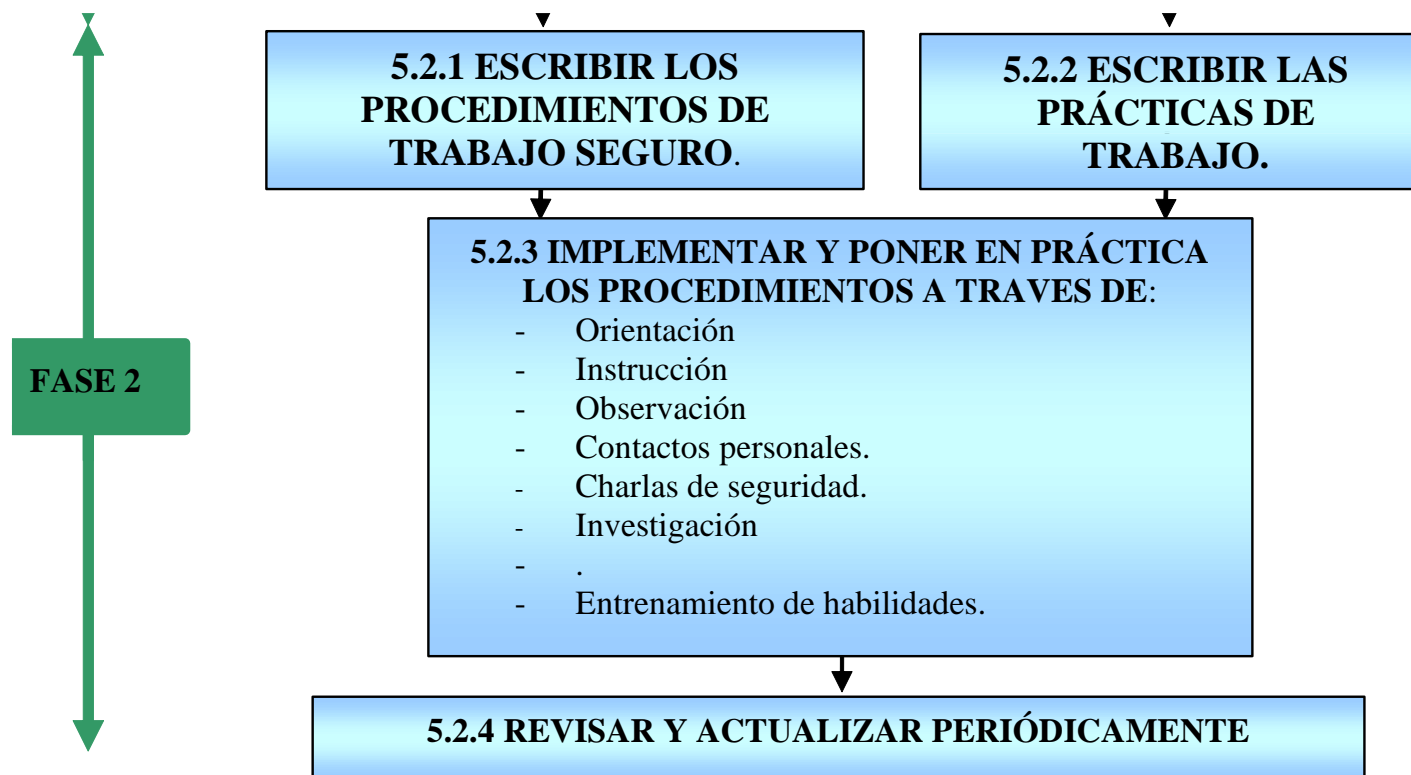 5.2.1 ESCRIBIR LOS
PROCEDIMIENTOS DE
TRABAJO SEGURO.
5.2.2 ESCRIBIR LAS
PRÁCTICAS DE
TRABAJO.
5.2.3 IMPLEMENTAR Y PONER EN PRÁCTICA
LOS PROCEDIMIENTOS A TRAVES DE:
- Orientación
- Instrucción
- Observación
- Contactos personales.
- Charlas de seguridad.
- Investigación
- .
- Entrenamiento de habilidades.
FASE 2
5.2.4 REVISAR Y ACTUALIZAR PERIÓDICAMENTE